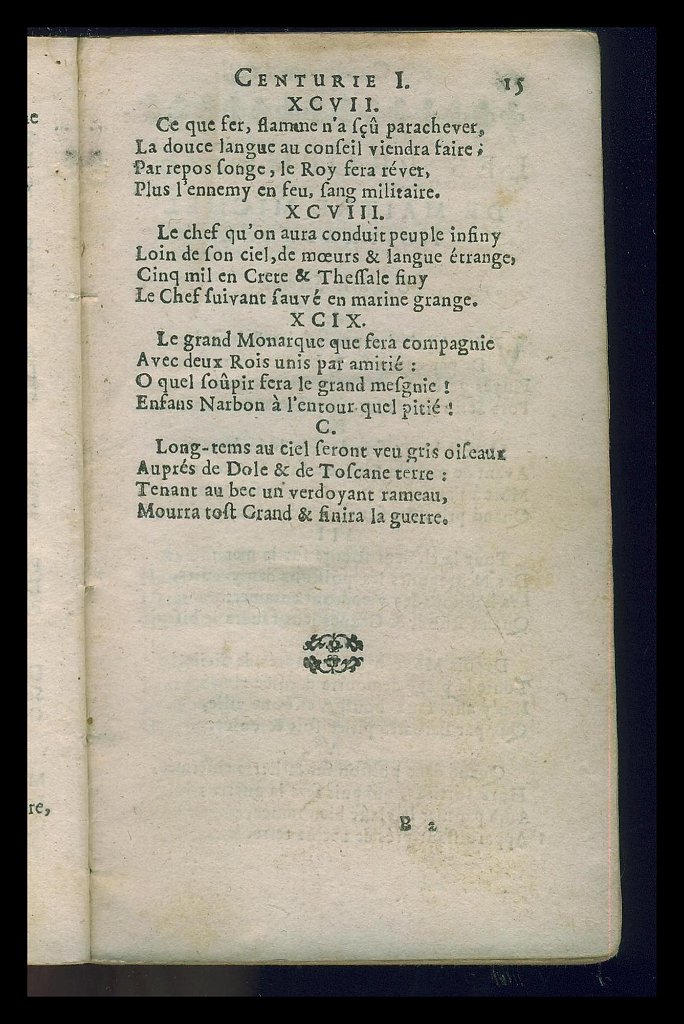 CENTURIE I. 15
XCVII.
Ce que fer, flamme n'a sçû parachever,
La douce langue au conseil viendra faire;
Par repos songe, le Roy fera réver,
Plus l'ennemy en feu, sang militaire.
XCVIII.
Le chef qu'on aura conduit peuple infiny
Loin de son ciel, de mœurs & langue étrange,
Cinq mil en Crete & Thessale finy
Le Chef suivant sauvé en marine grange.
XCIX.
Le grand Monarque que fera compagnie
Avec deux Rois unis par amitié :
O quel soûpir fera le grand mesgnie !
Enfans Narbon à l'entour quel pitié !
C.
Long-tems au ciel seront veu gris oiseaux
Auprés de Dole & de Toscane terre :
Tenant au bec un verdoyant rameau,
Mourra tost Grand & finira la guerre.
B 2
re,